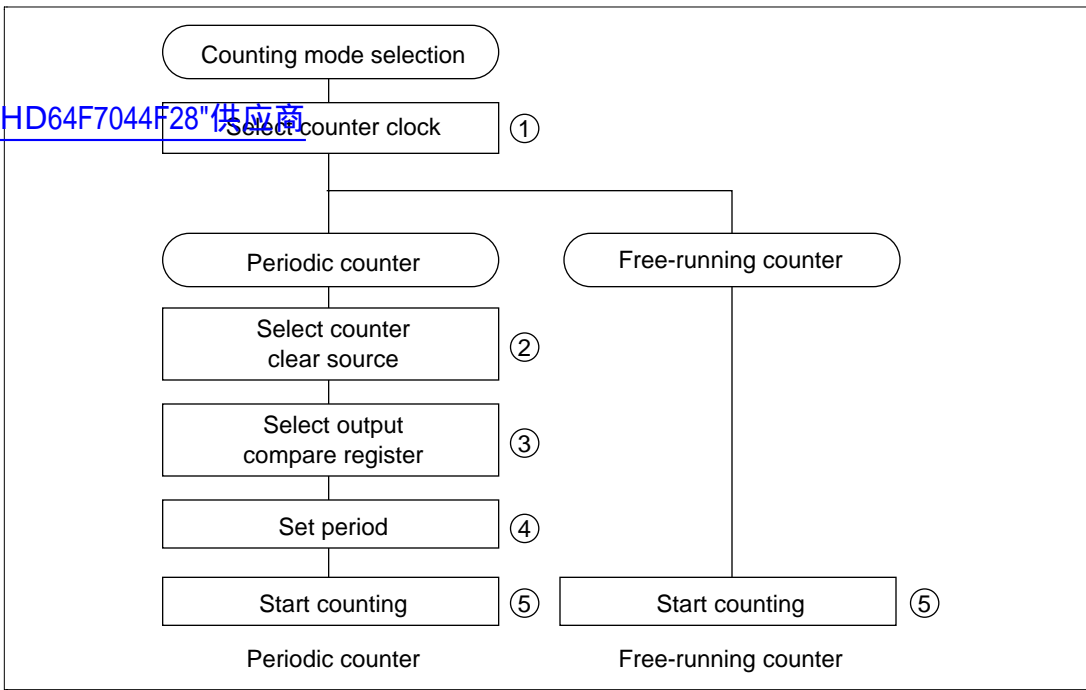 Counting mode selection
HD64F7044F28"供应商
Select counter clock ①
Periodic counter
Free-running counter
Select counter
clear source
②
Select output
compare register
③
Set period ④
Start counting ⑤
Start counting ⑤
Periodic counter
Free-running counter